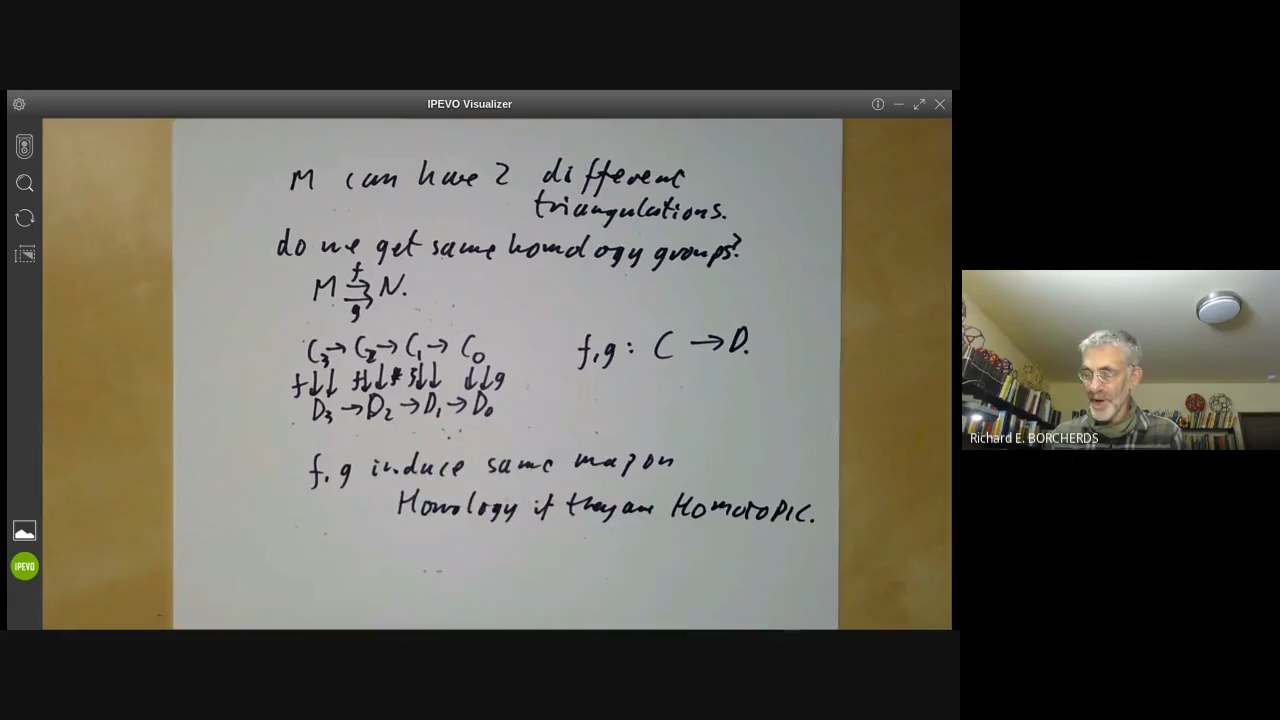 IPEVO Visualizer
M can have 2 different
triangulations.
do we get same homology groups?
f
M ⇉ N.
g
C₃ → C₂ → C₁ → C₀
f,g: C → D.
f ↓↓ f ↓↓ g f ↓↓ ↓↓ g
D₃ → D₂ → D₁ → D₀
f, g induce same map on
Homology if they are HOMOTOPIC.
IPEVO
Richard E. BORCHERDS